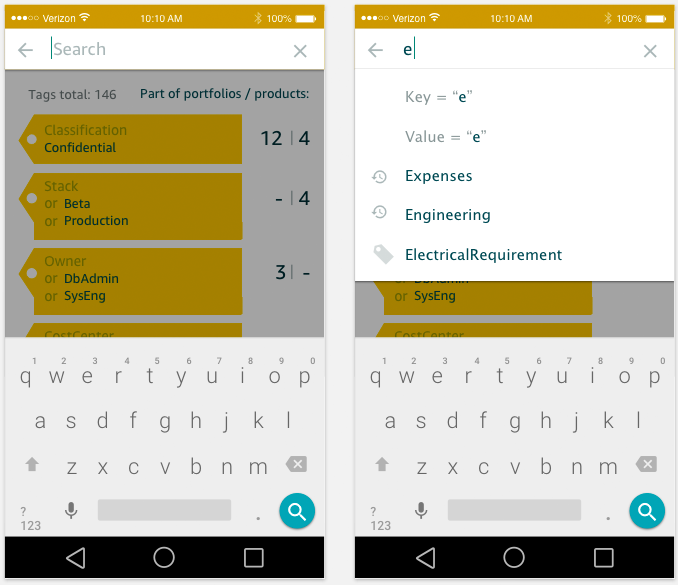 Verizon 10:10 AM 100%
Search
Tags total: 146 Part of portfolios / products:
Classification
Confidential
12 | 4
Stack
or Beta
or Production
- | 4
Owner
or DbAdmin
or SysEng
3 | -
CostCenter
1 2 3 4 5 6 7 8 9 0
q w e r t y u i o p
a s d f g h j k l
z x c v b n m
?
123
.
Verizon 10:10 AM 100%
e
Key = “e”
Value = “e”
Expenses
Engineering
ElectricalRequirement
or DbAdmin
or SysEng
CostCenter
1 2 3 4 5 6 7 8 9 0
q w e r t y u i o p
a s d f g h j k l
z x c v b n m
?
123
.